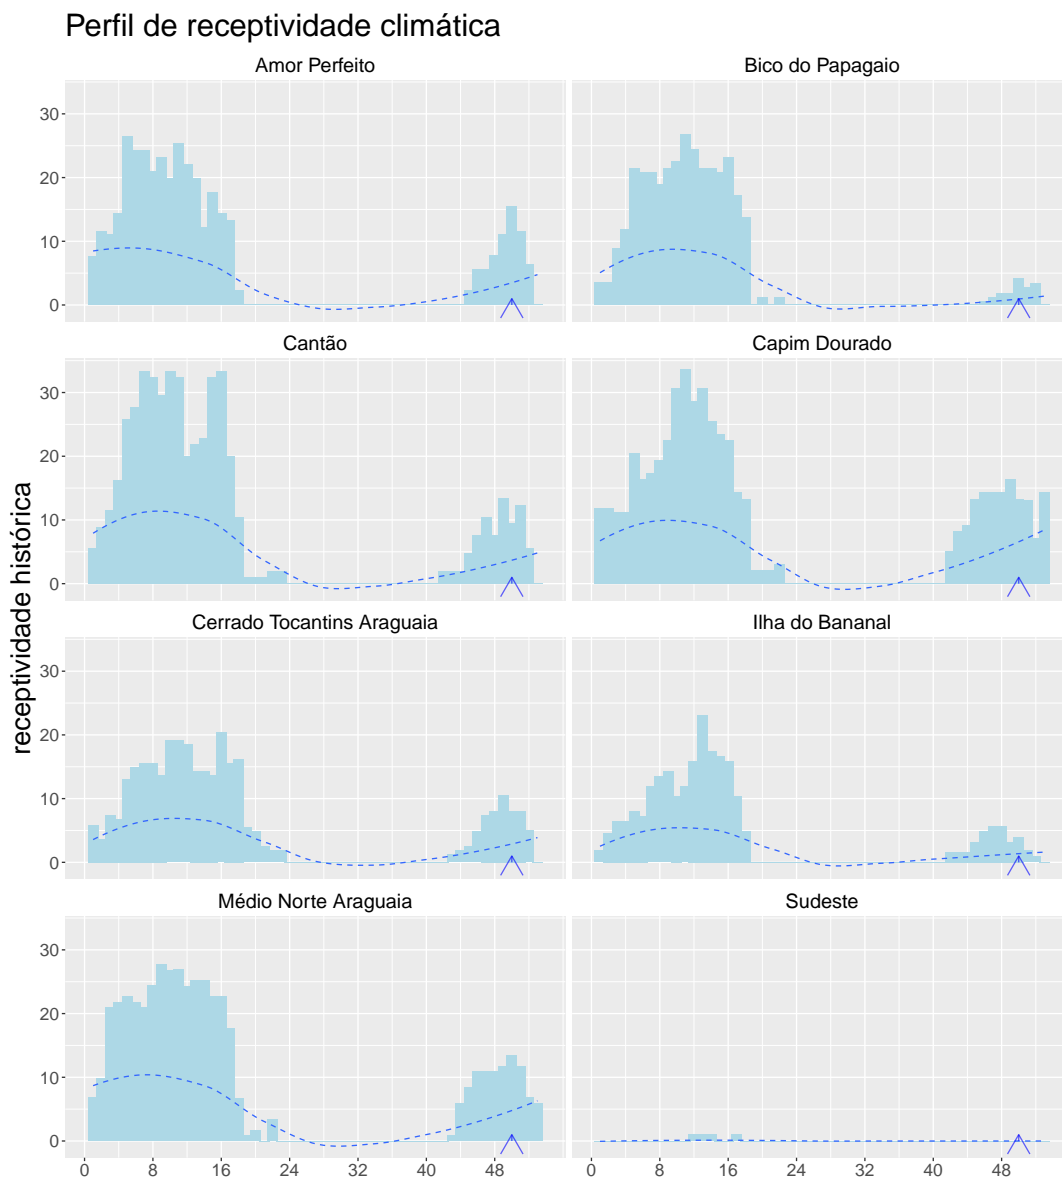 Perfil de receptividade climática
Amor Perfeito
Bico do Papagaio
30
20
10
0
Cantão
Capim Dourado
30
20
10
0
receptividade histórica
Cerrado Tocantins Araguaia
Ilha do Bananal
30
20
10
0
Médio Norte Araguaia
Sudeste
30
20
10
0
0 8 16 24 32 40 48
0 8 16 24 32 40 48